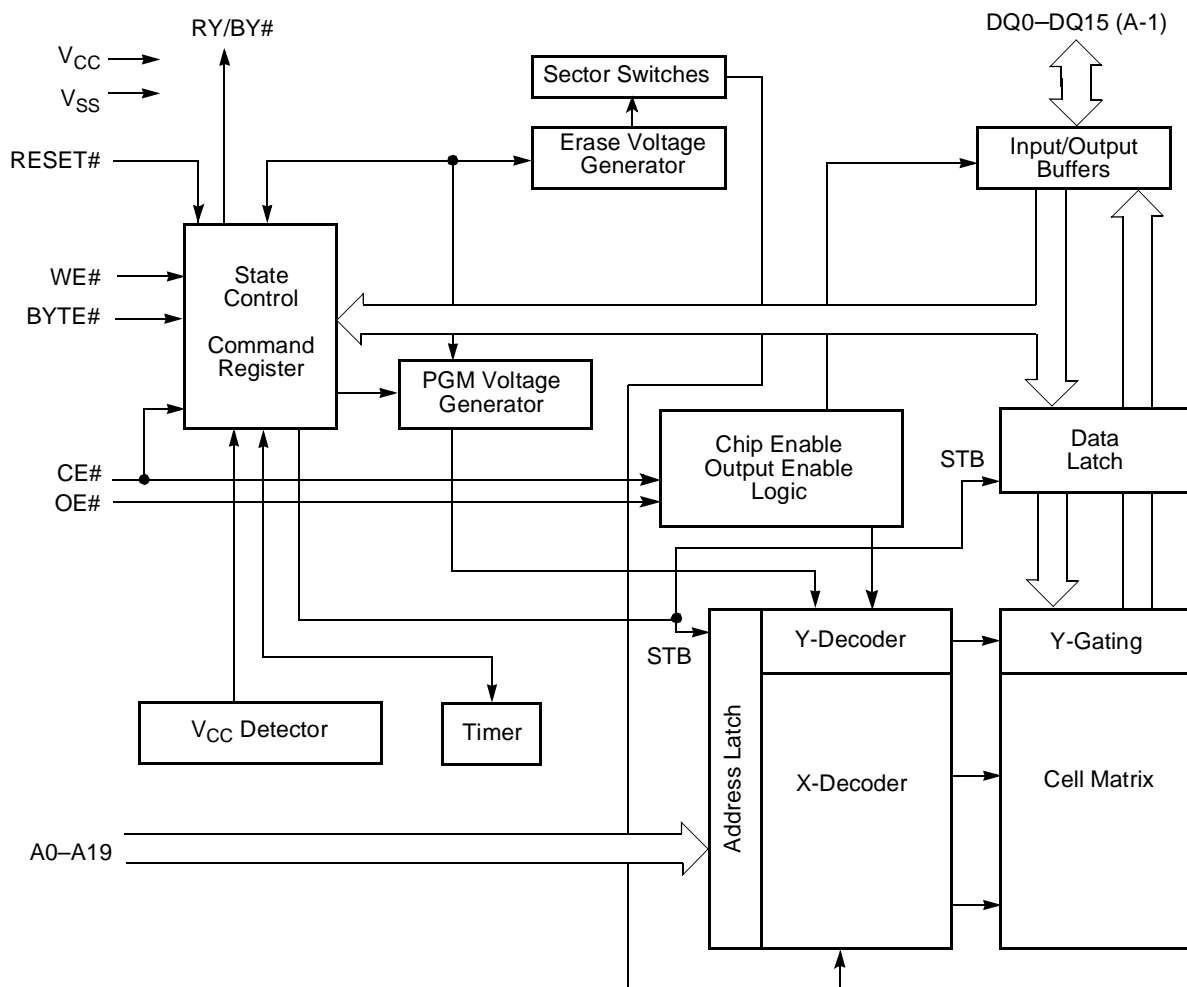 RY/BY#
DQ0–DQ15 (A-1)
VCC
VSS
Sector Switches
RESET#
Erase Voltage
Generator
Input/Output
Buffers
WE#
BYTE#
State
Control
Command
Register
PGM Voltage
Generator
Chip Enable
Output Enable
Logic
Data
Latch
STB
CE#
OE#
STB
Y-Decoder
Y-Gating
VCC Detector
Timer
Address Latch
X-Decoder
Cell Matrix
A0–A19